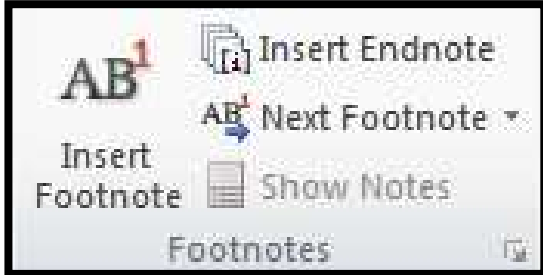 AB1
Insert
Footnote
[i] Insert Endnote
AB1 Next Footnote
Show Notes
Footnotes